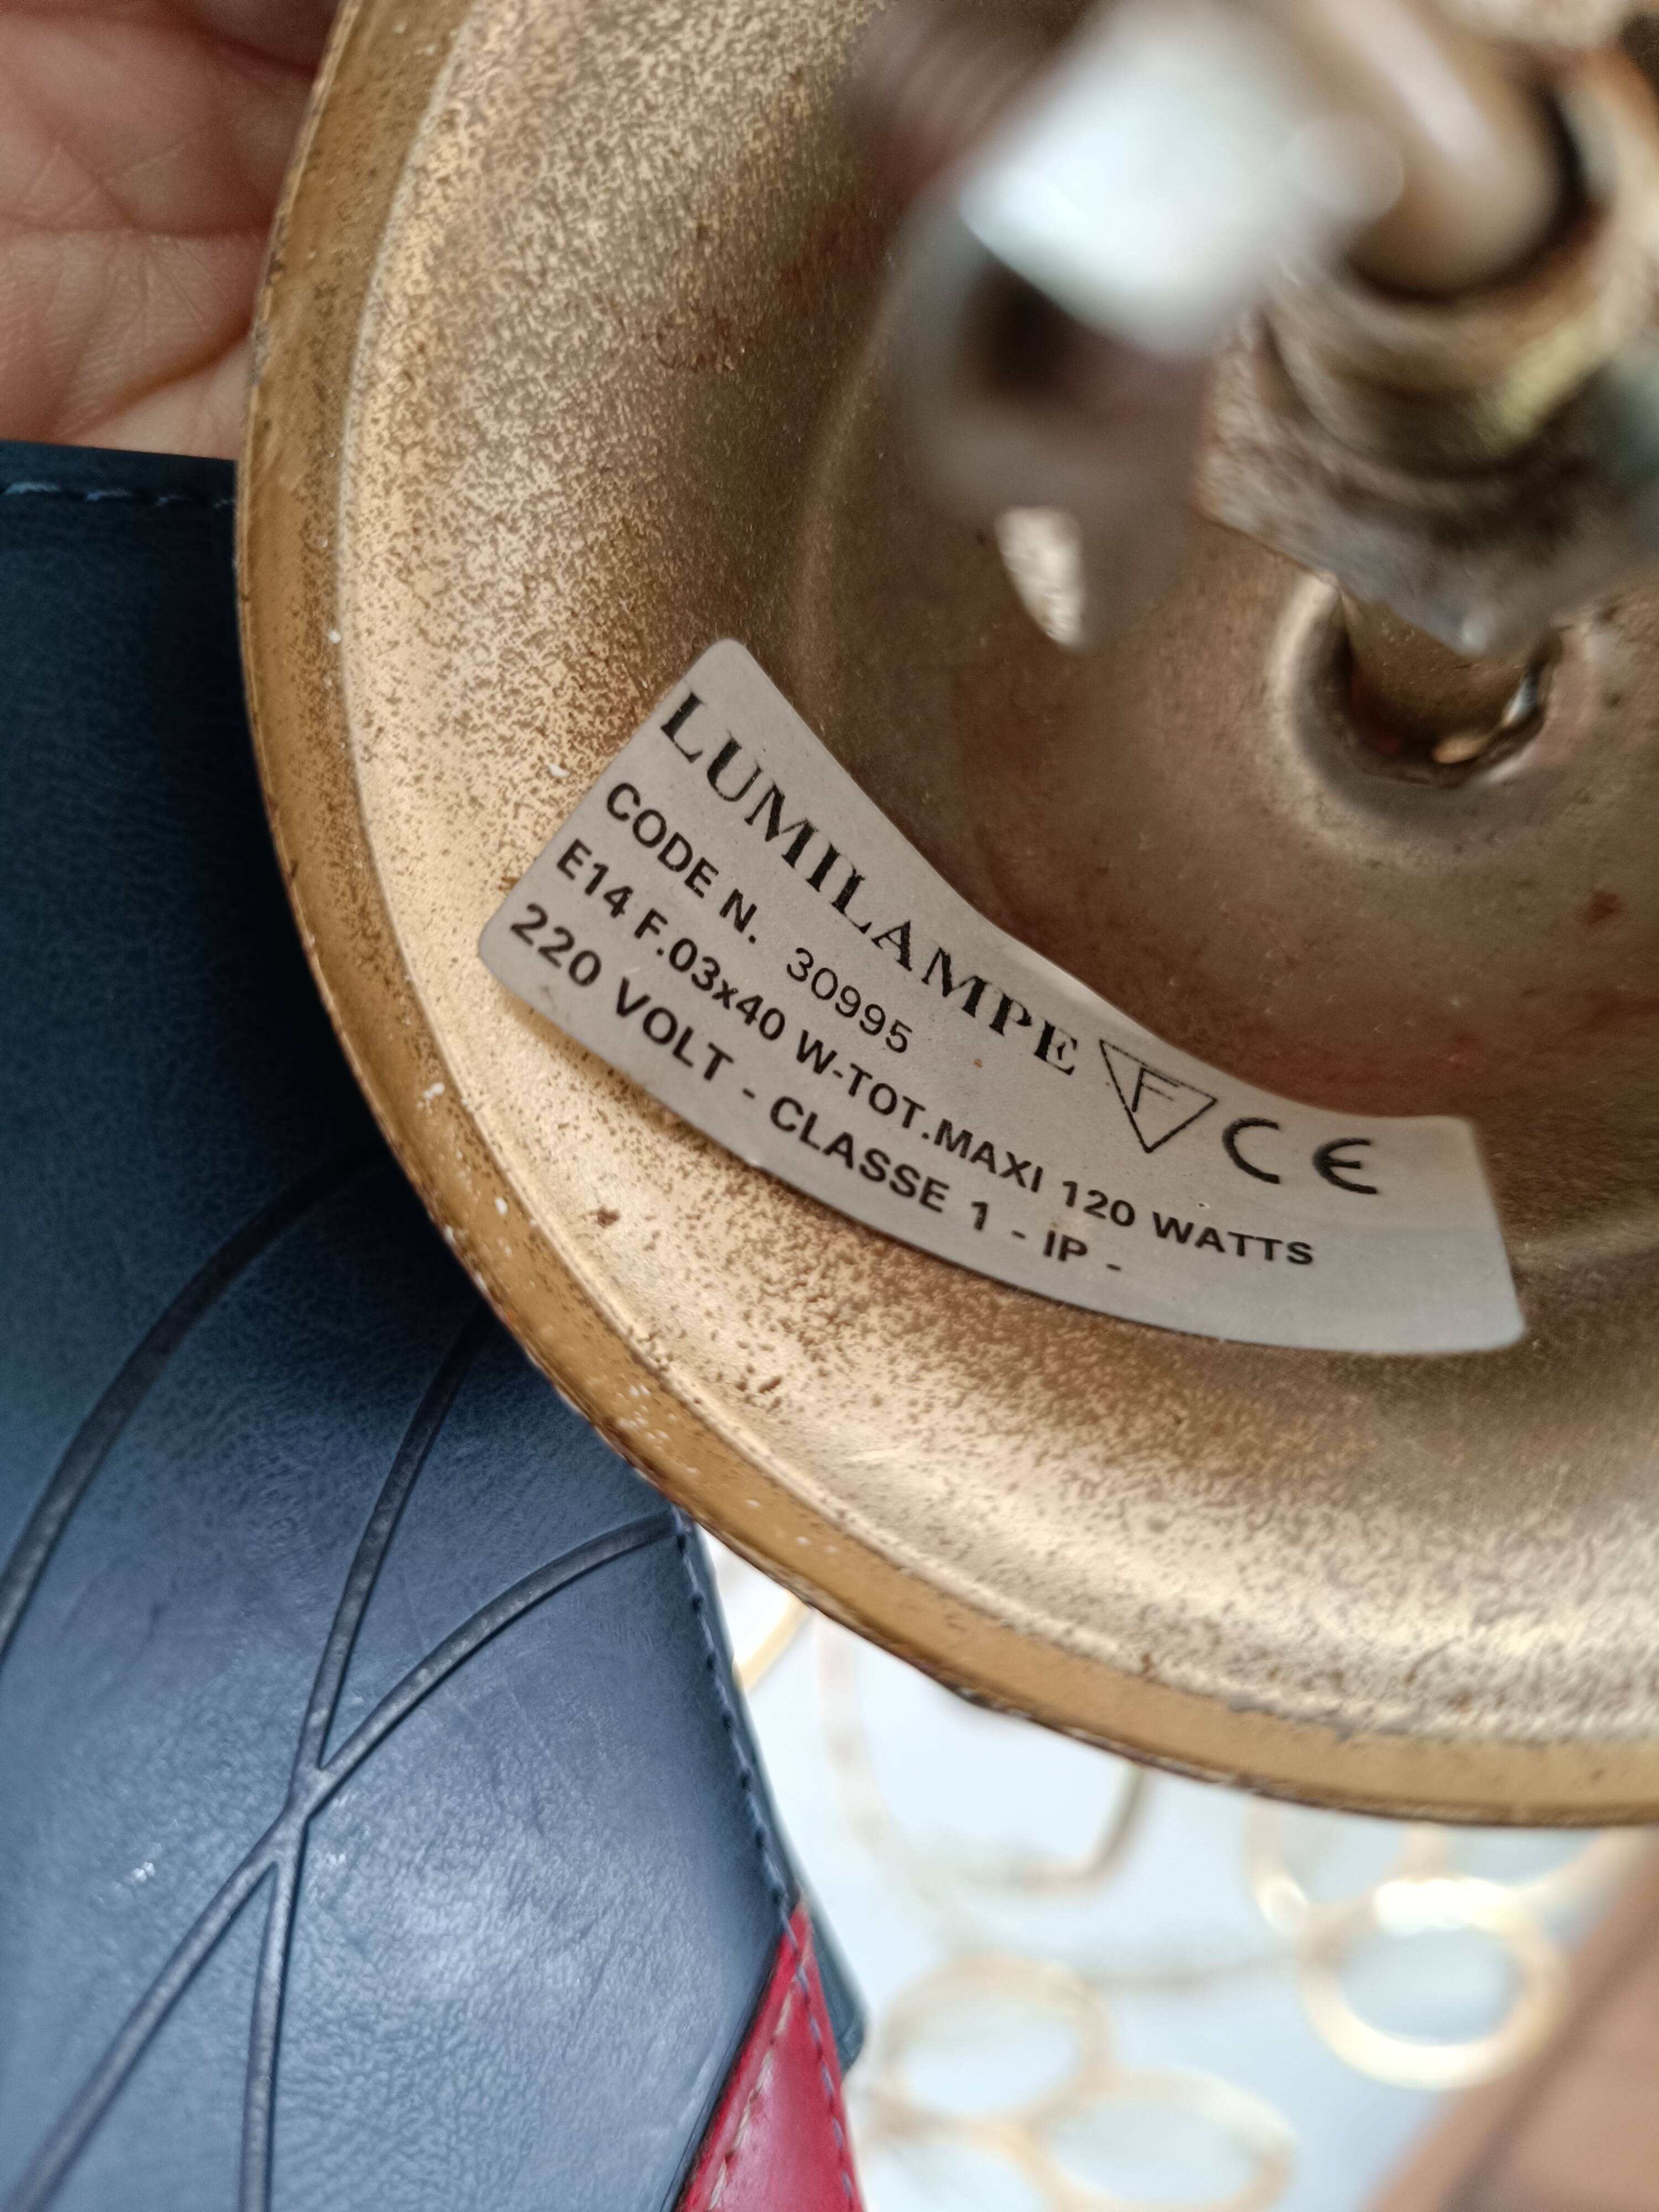 LUMILAMPE F CE
CODE N. 30995
E14 F.03x40 W-TOT.MAXI 120 WATTS
220 VOLT - CLASSE 1 - IP -